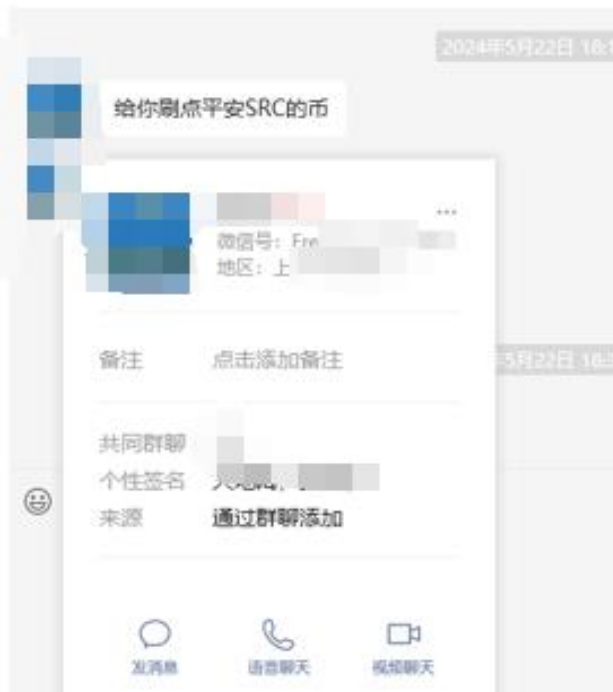 2024年5月22日 18:
给你刷点平安SRC的币
微信号：Fre
地区：上
备注 点击添加备注
5月22日 18:
共同群聊
个性签名
来源 通过群聊添加
发消息 语音聊天 视频聊天